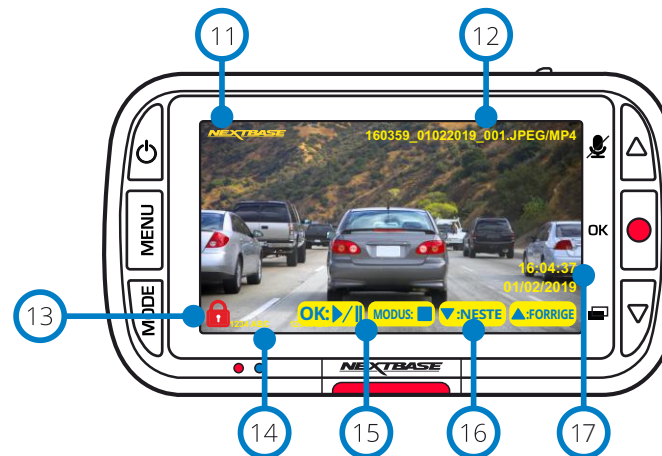 11
12
NEXTBASE
160359_01022019_001.JPEG/MP4
MENU
OK
16:04:37
01/02/2019
13
MODE
OK: ▶/II
MODUS: ■
▼:NESTE
▲:FORRIGE
NEXTBASE
14
15
16
17